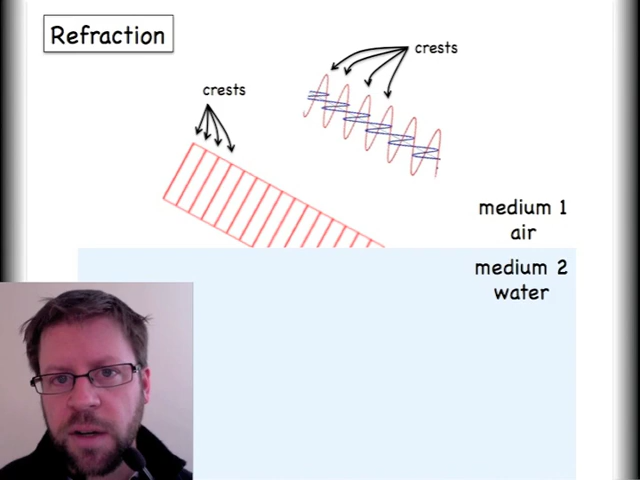 Refraction
crests
crests
medium 1
air
medium 2
water